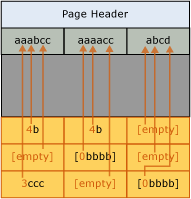 Page Header
aaabcc aaaacc abcd
4b 4b [empty]
[empty] [0bbbb] [empty]
3ccc [empty] [0bbbb]